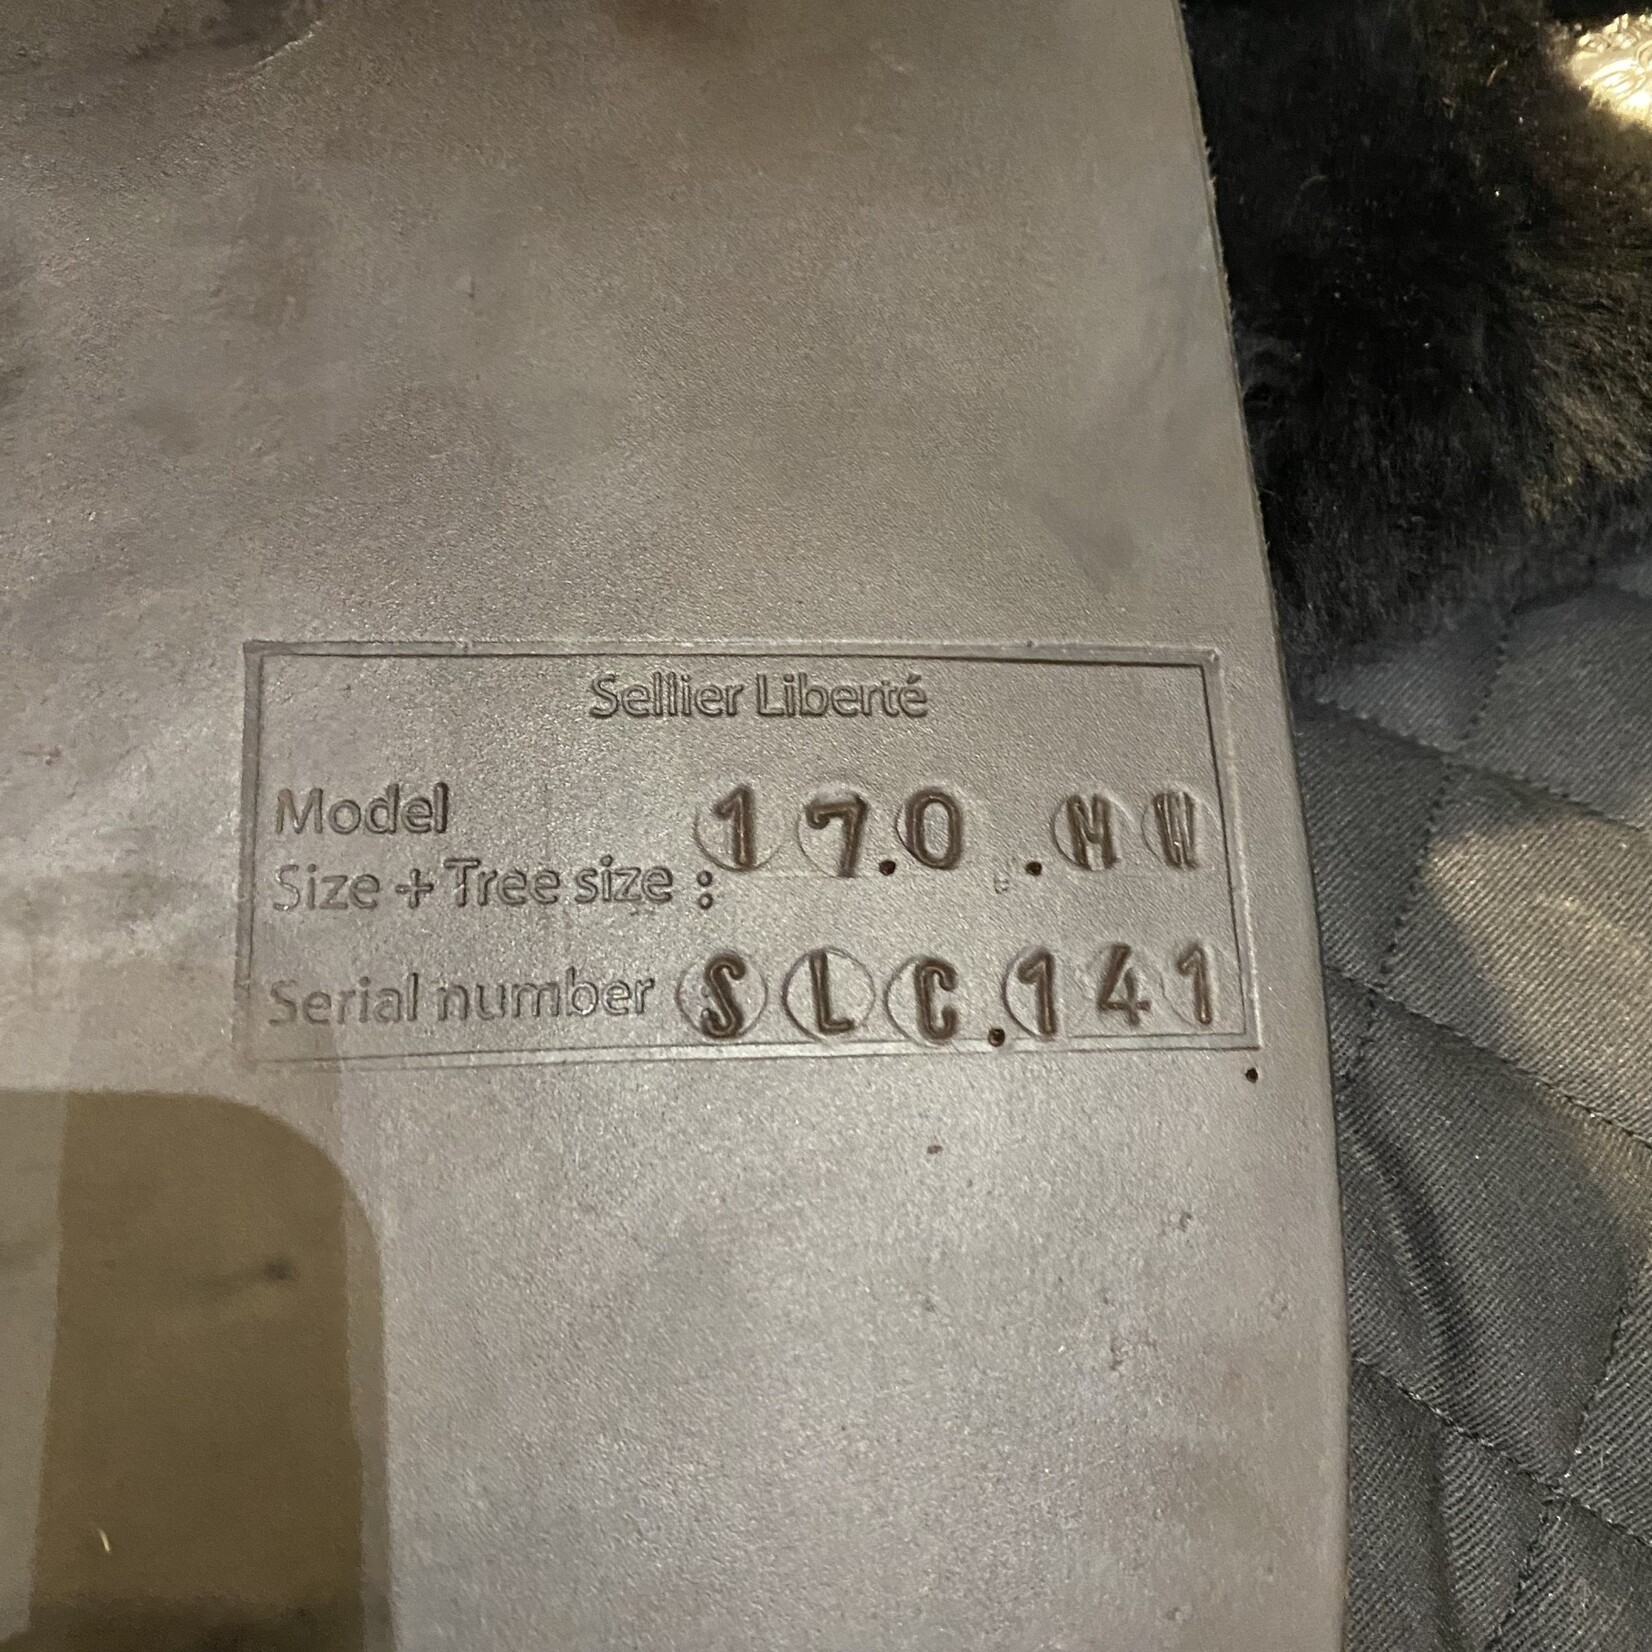 Sellier Liberté
Model
Size + Tree size : 17.0 . MW
Serial number SLC.141